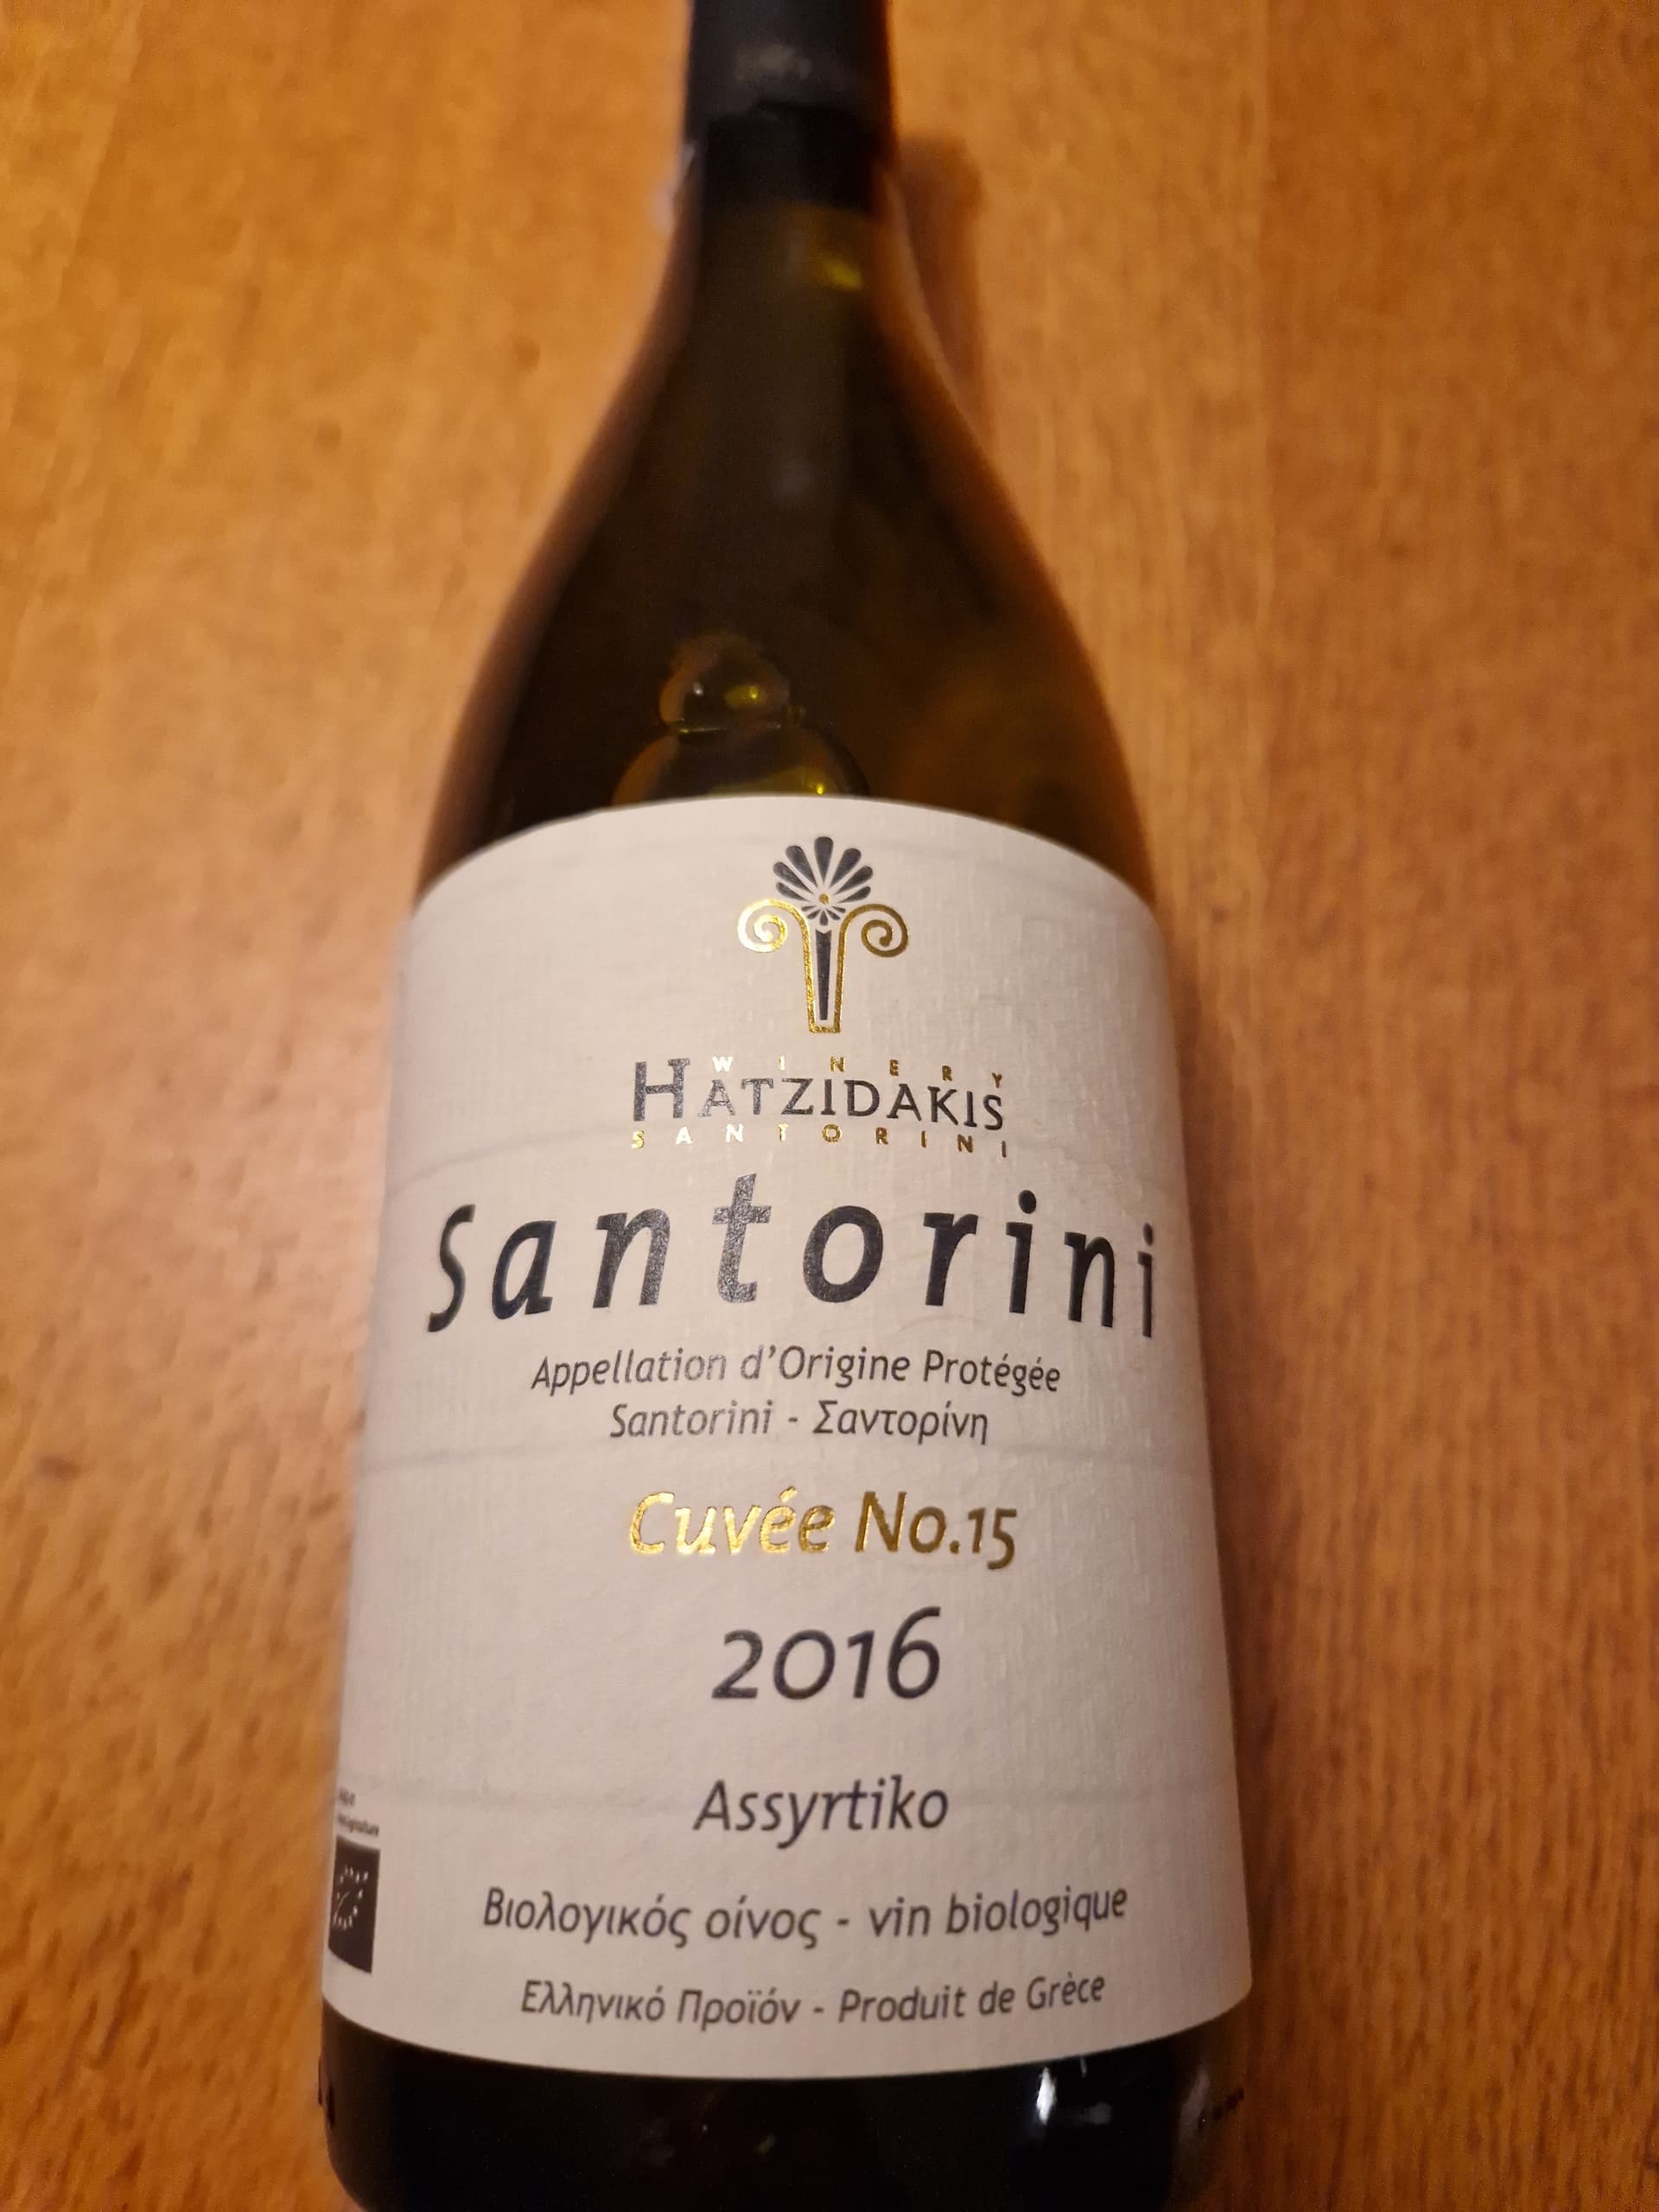 WINERY
HATZIDAKIS
SANTORINI
Santorini
Appellation d'Origine Protégée
Santorini - Σαντορίνη
Cuvée No.15
2016
Assyrtiko
Βιολογικός οίνος - vin biologique
Ελληνικό Προϊόν - Produit de Grèce